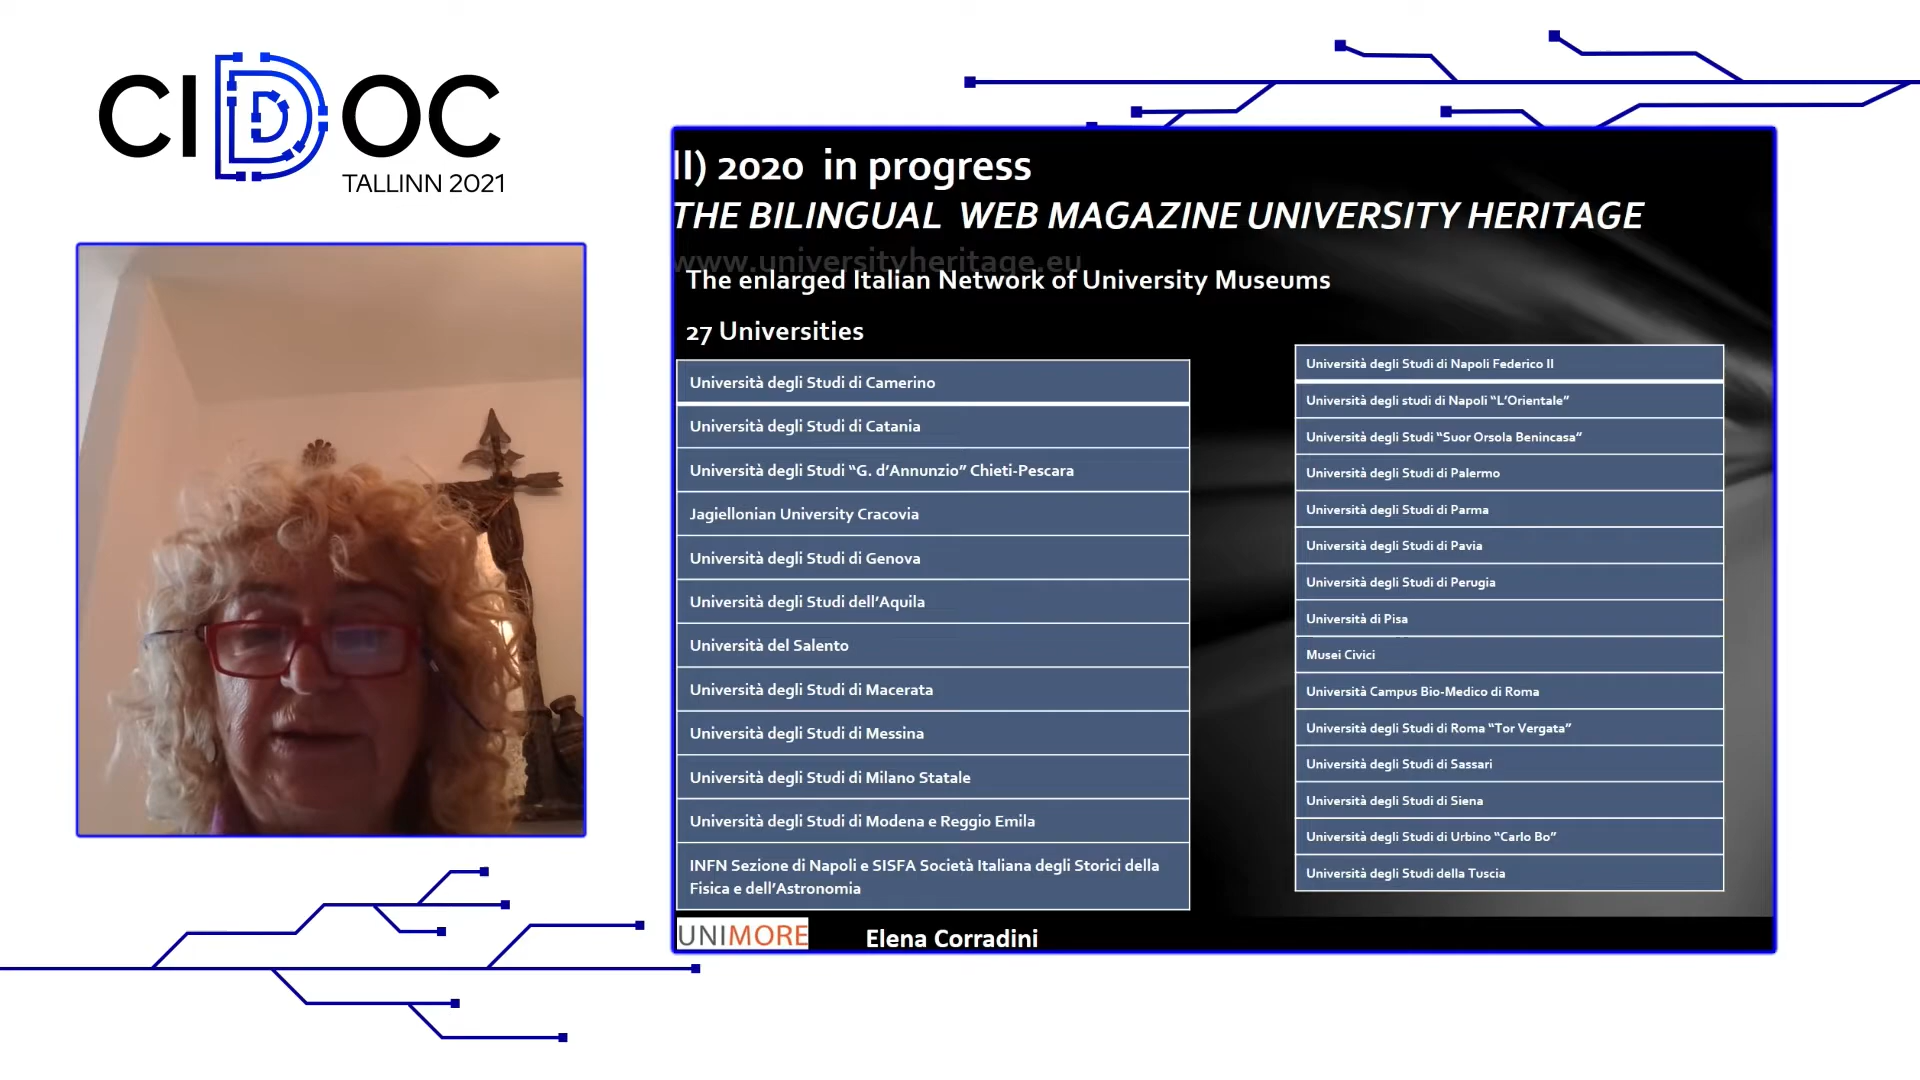 CIDOC
TALLINN 2021
II) 2020 in progress
THE BILINGUAL WEB MAGAZINE UNIVERSITY HERITAGE
www.universityheritage.eu
The enlarged Italian Network of University Museums
27 Universities
Università degli Studi di Camerino
Università degli Studi di Catania
Università degli Studi “G. d’Annunzio” Chieti-Pescara
Jagiellonian University Cracovia
Università degli Studi di Genova
Università degli Studi dell’Aquila
Università del Salento
Università degli Studi di Macerata
Università degli Studi di Messina
Università degli Studi di Milano Statale
Università degli Studi di Modena e Reggio Emila
INFN Sezione di Napoli e SISFA Società Italiana degli Storici della
Fisica e dell’Astronomia
Università degli Studi di Napoli Federico II
Università degli studi di Napoli “L’Orientale”
Università degli Studi “Suor Orsola Benincasa”
Università degli Studi di Palermo
Università degli Studi di Parma
Università degli Studi di Pavia
Università degli Studi di Perugia
Università di Pisa
Musei Civici
Università Campus Bio-Medico di Roma
Università degli Studi di Roma “Tor Vergata”
Università degli Studi di Sassari
Università degli Studi di Siena
Università degli Studi di Urbino “Carlo Bo”
Università degli Studi della Tuscia
UNIMORE
Elena Corradini